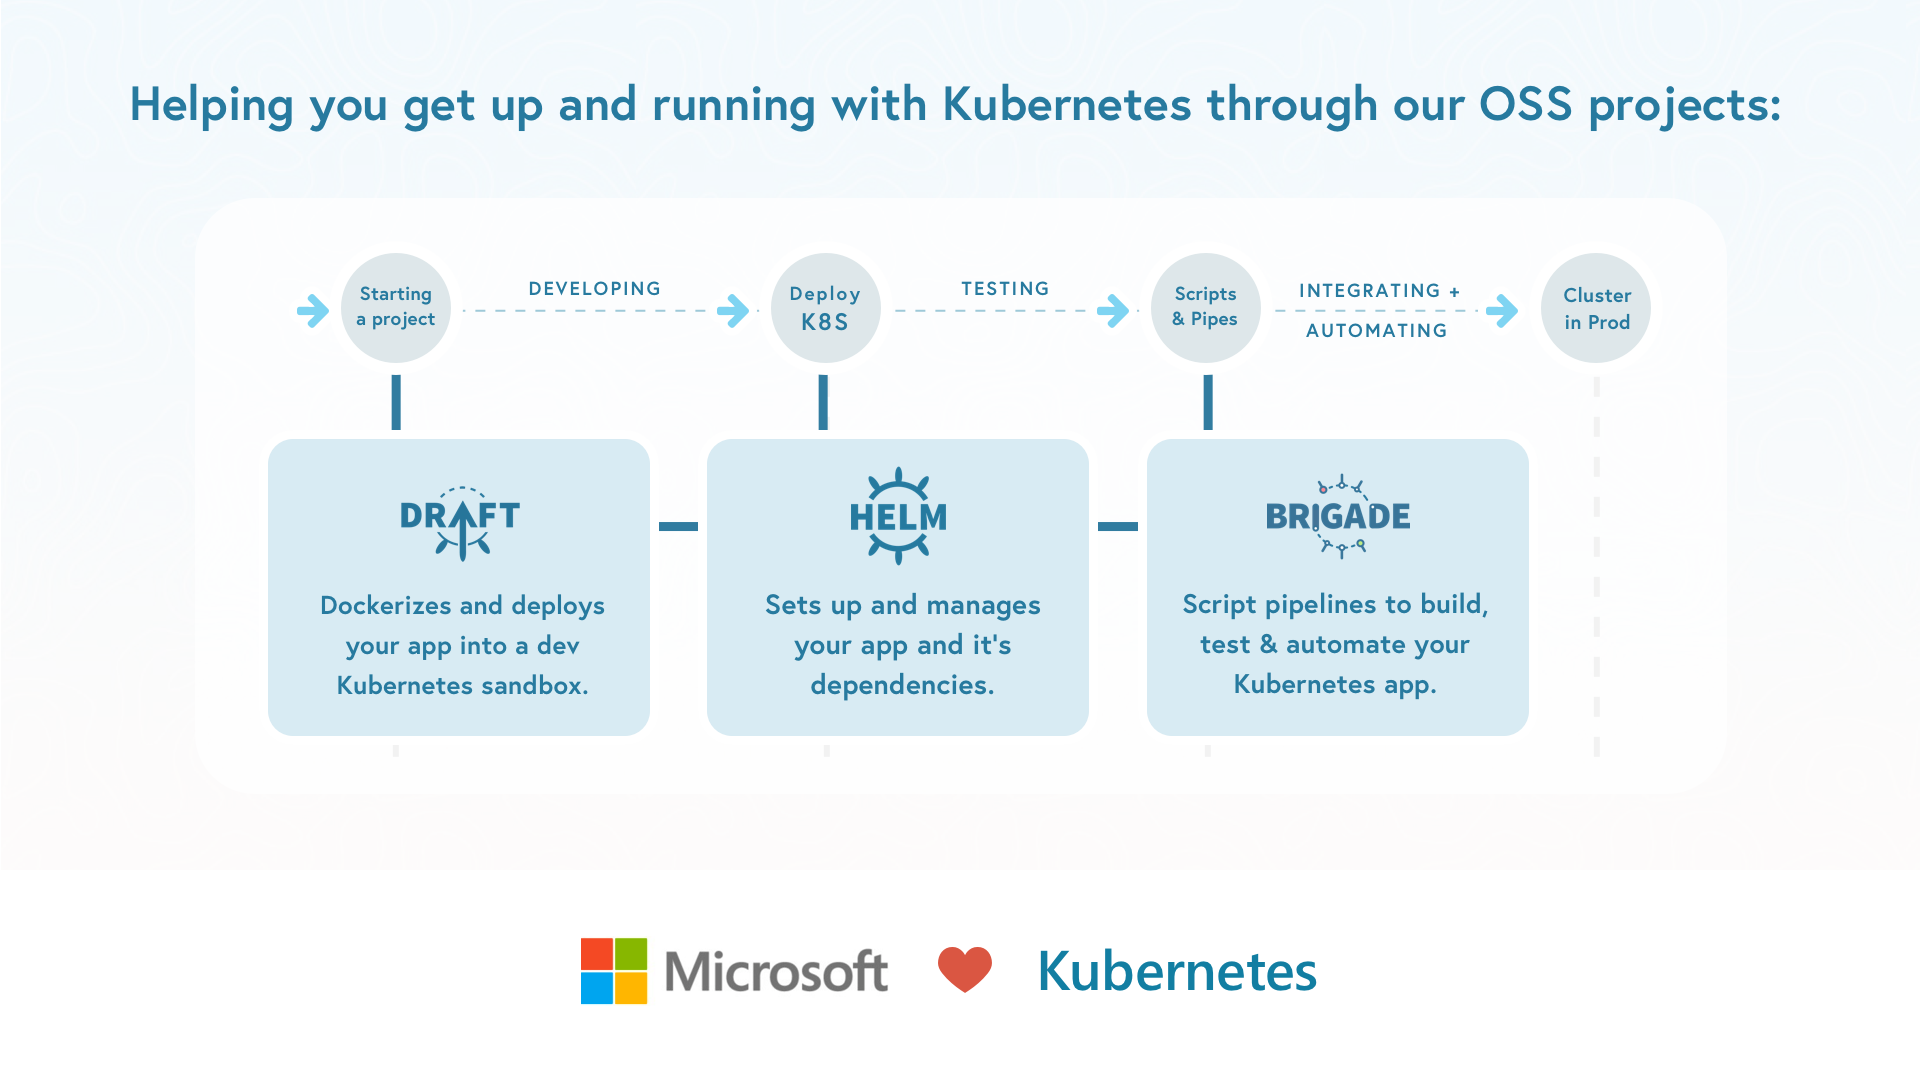 Helping you get up and running with Kubernetes through our OSS projects:
Starting
a project
DEVELOPING
Deploy
K8S
TESTING
Scripts
& Pipes
INTEGRATING +
AUTOMATING
Cluster
in Prod
DRAFT
Dockerizes and deploys
your app into a dev
Kubernetes sandbox.
HELM
Sets up and manages
your app and it's
dependencies.
BRIGADE
Script pipelines to build,
test & automate your
Kubernetes app.
Microsoft
Kubernetes